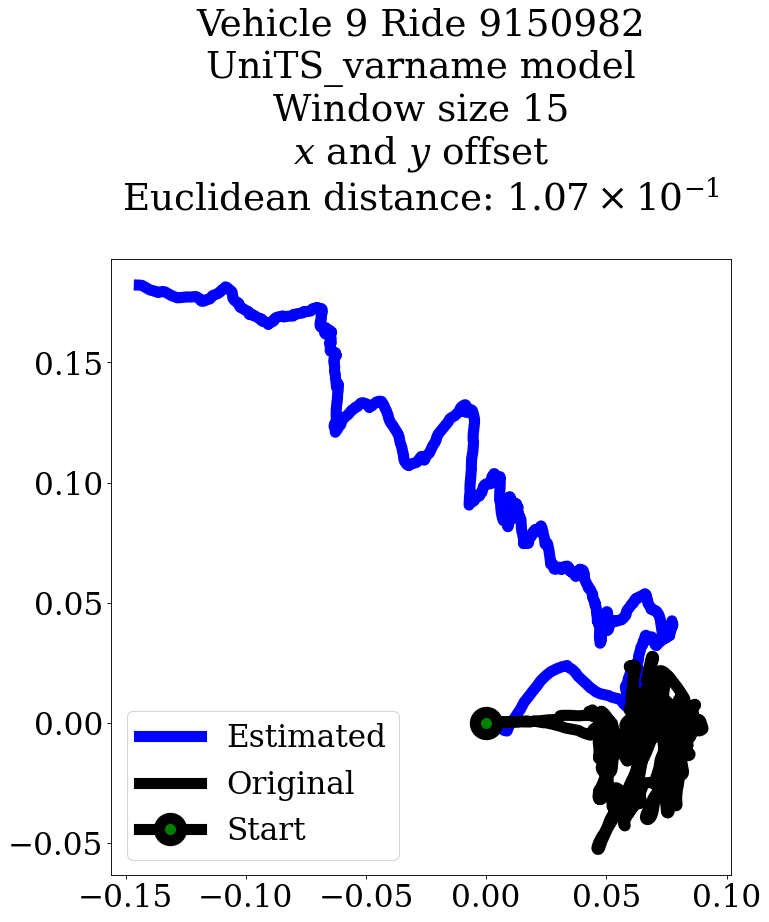 Vehicle 9 Ride 9150982
UniTS_varname model
Window size 15
x and y offset
Euclidean distance: 1.07 × 10⁻¹
0.15
0.10
0.05
0.00
−0.05
Estimated
Original
Start
−0.15 −0.10 −0.05 0.00 0.05 0.10